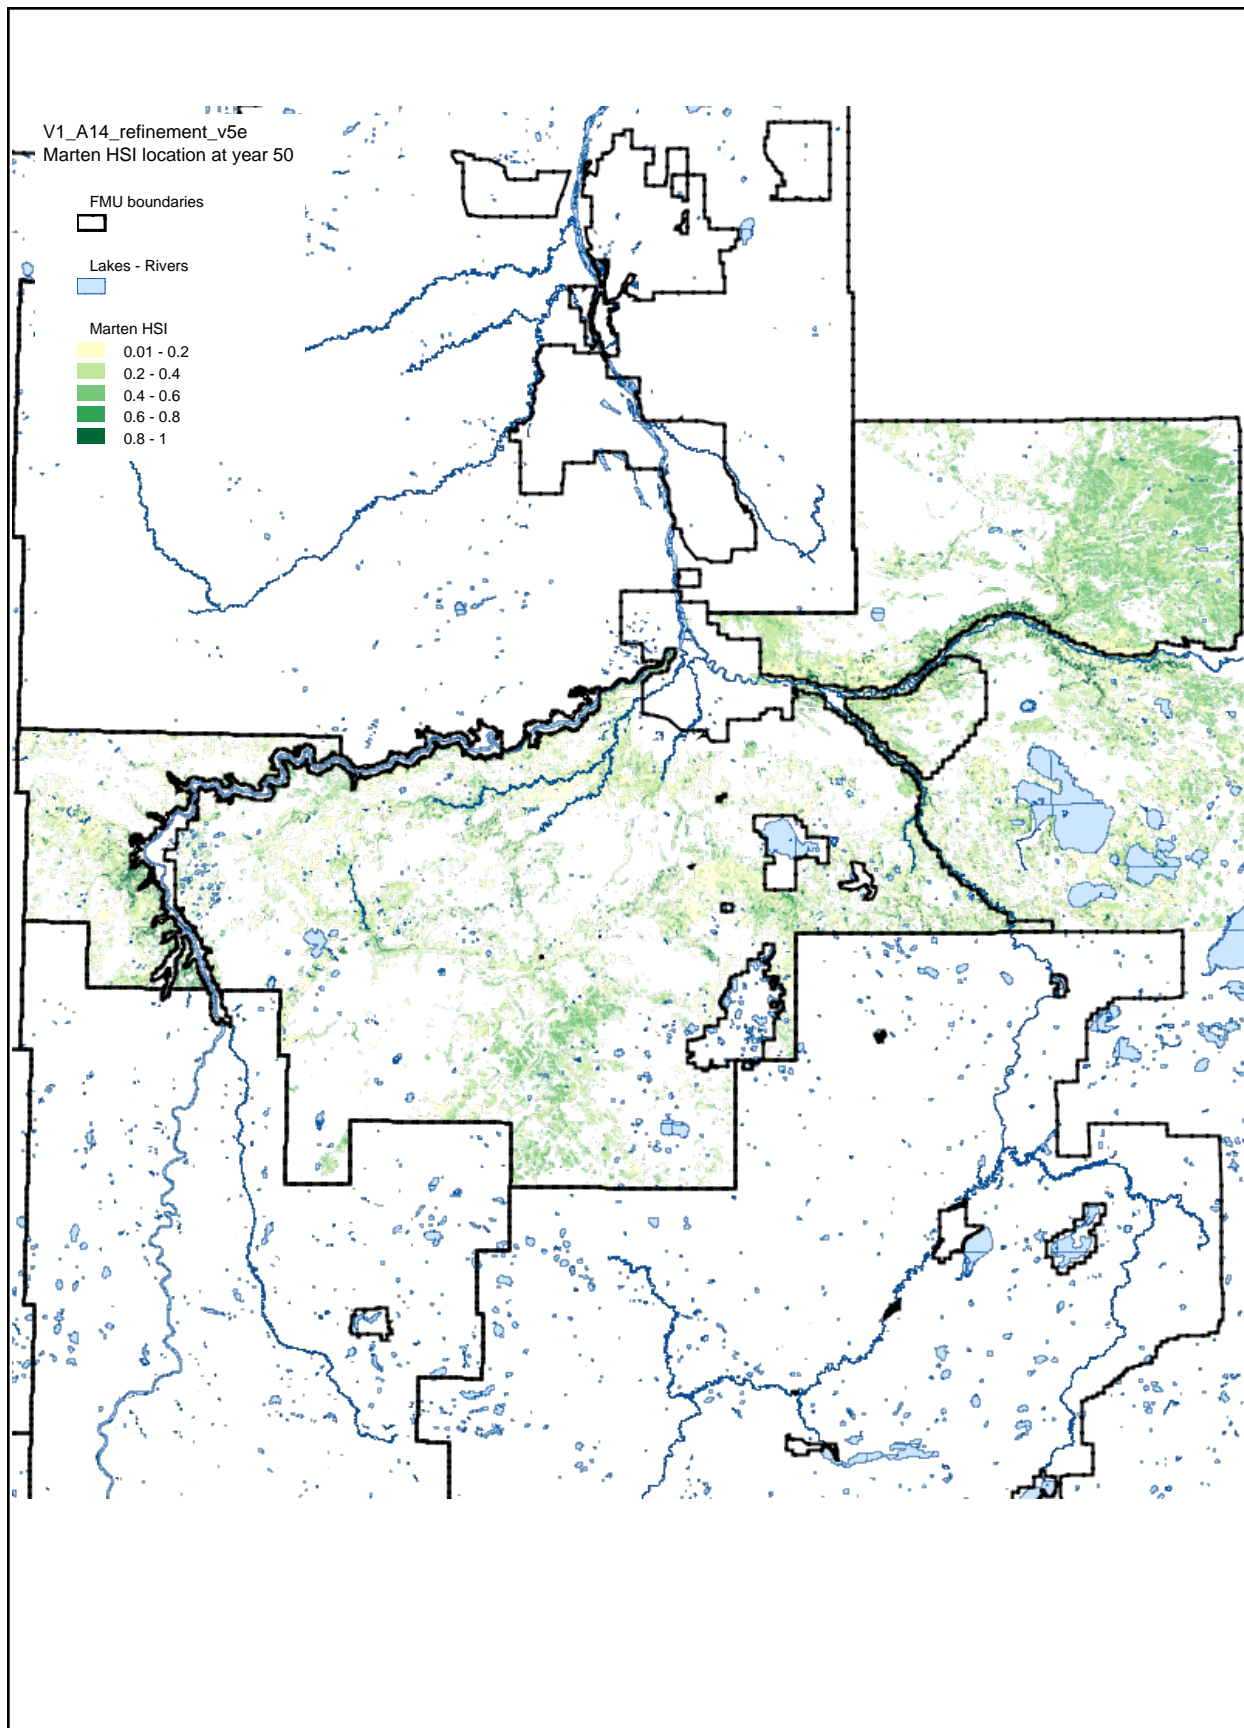 V1_A14_refinement_v5e
Marten HSI location at year 50
FMU boundaries
Lakes - Rivers
Marten HSI
0.01 - 0.2
0.2 - 0.4
0.4 - 0.6
0.6 - 0.8
0.8 - 1